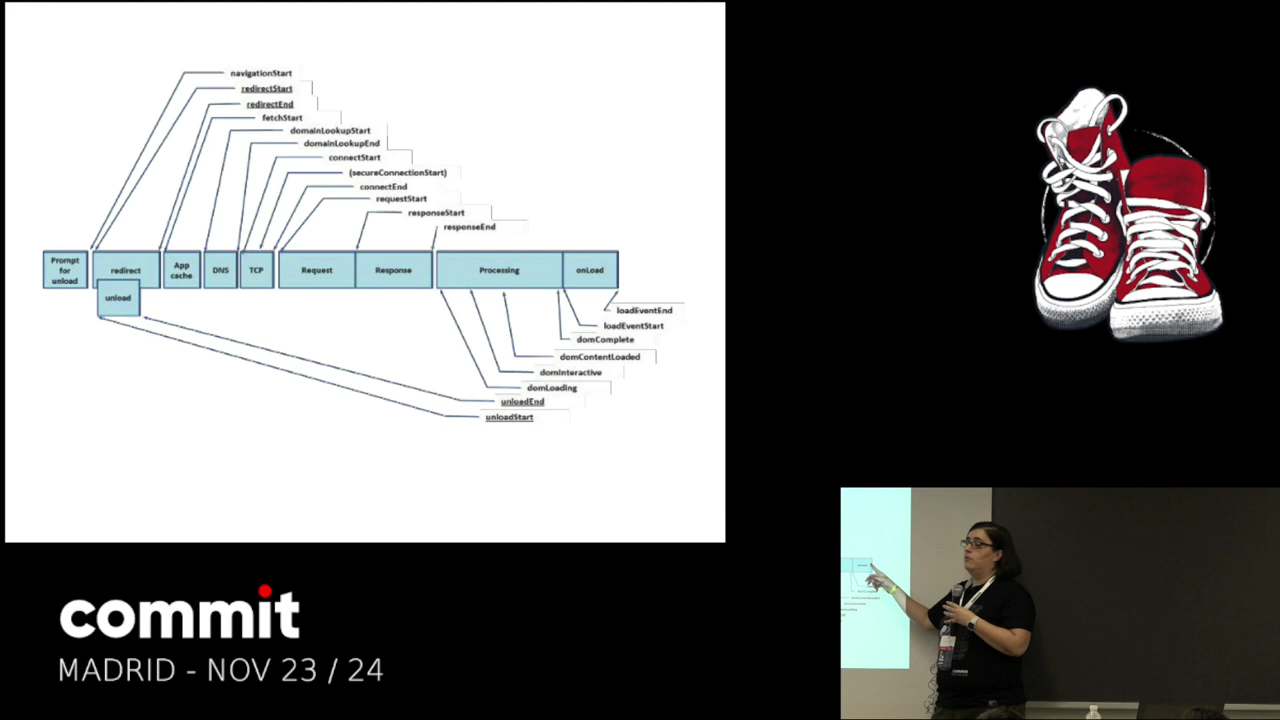 navigationStart
redirectStart
redirectEnd
fetchStart
domainLookupStart
domainLookupEnd
connectStart
(secureConnectionStart)
connectEnd
requestStart
responseStart
responseEnd
Prompt
for
unload
redirect
App
cache
DNS
TCP
Request
Response
Processing
onLoad
unload
loadEventEnd
loadEventStart
domComplete
domContentLoaded
domInteractive
domLoading
unloadEnd
unloadStart
commit
MADRID - NOV 23 / 24